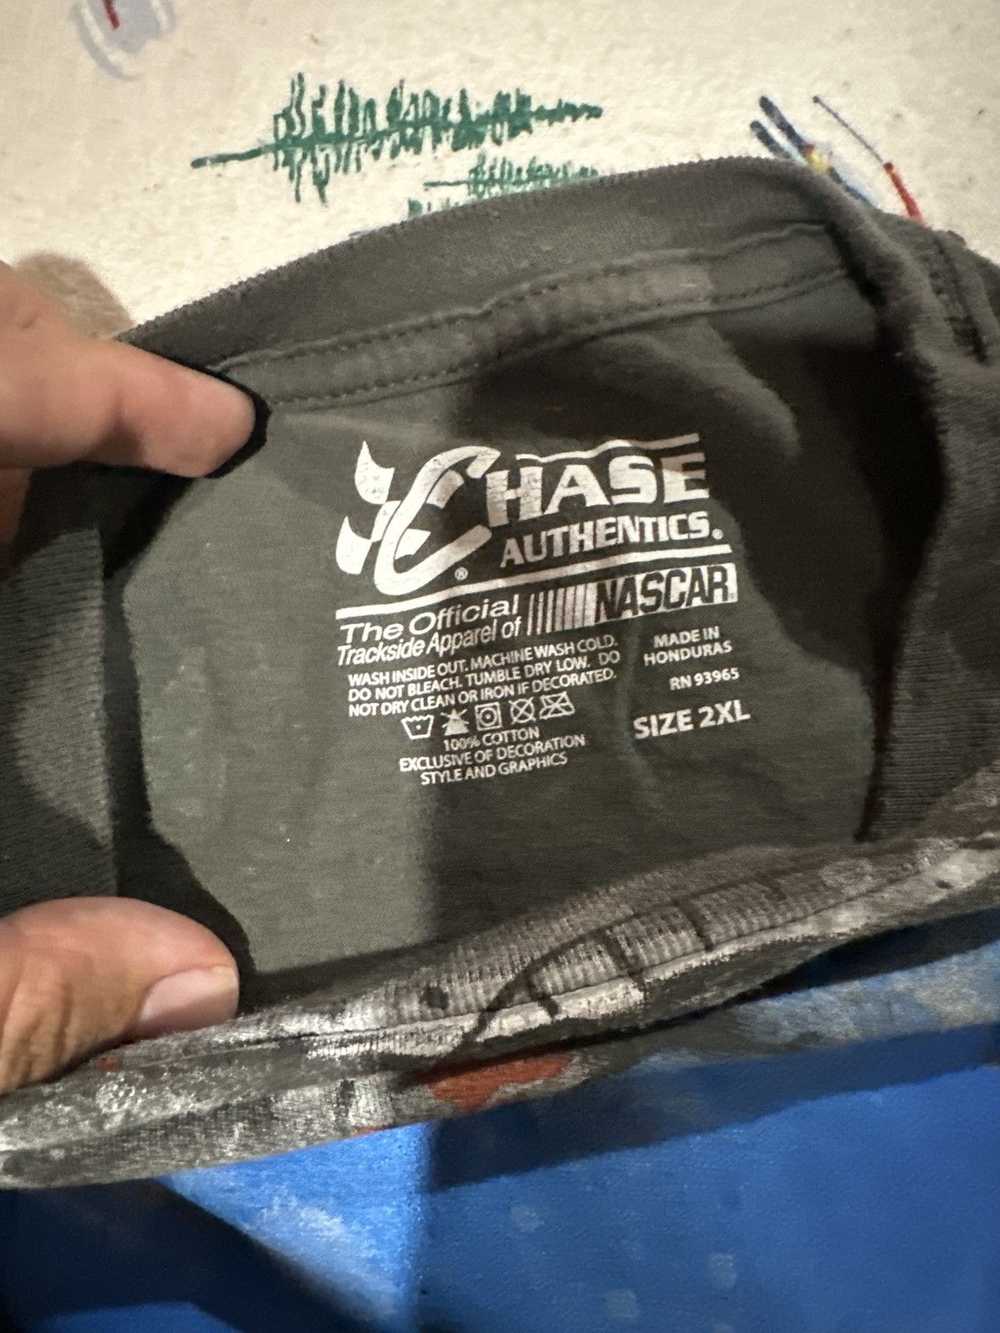 CHASE
AUTHENTICS.
®
The Official
Trackside Apparel of NASCAR
WASH INSIDE OUT. MACHINE WASH COLD.
DO NOT BLEACH. TUMBLE DRY LOW. DO
NOT DRY CLEAN OR IRON IF DECORATED.
100% COTTON
EXCLUSIVE OF DECORATION
STYLE AND GRAPHICS
MADE IN
HONDURAS
RN 93965
SIZE 2XL